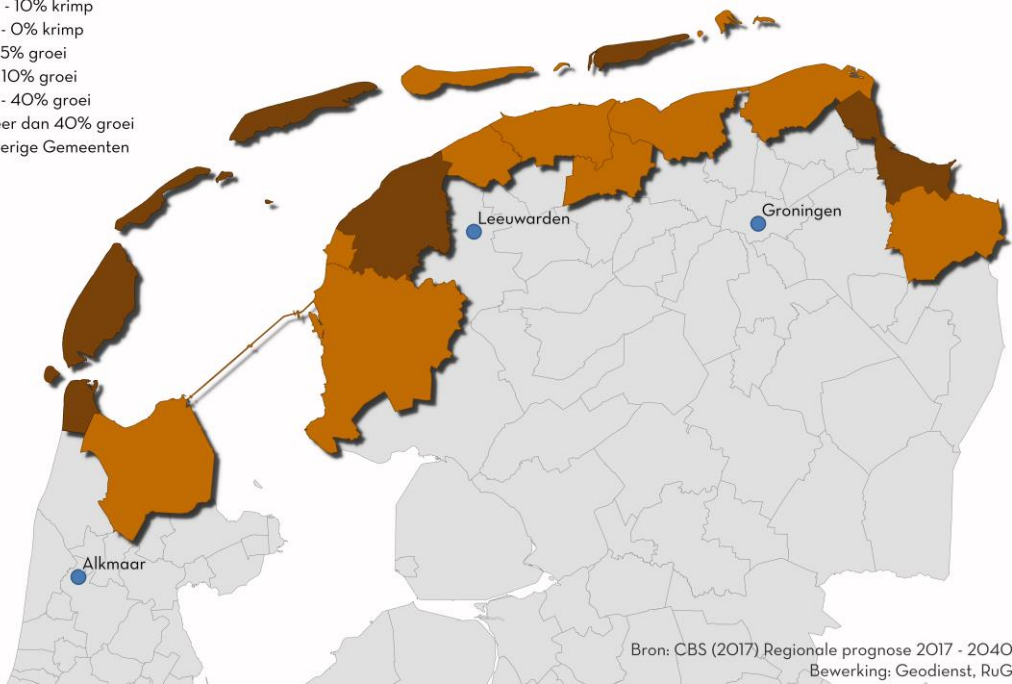 - 10% krimp
- 0% krimp
5% groei
10% groei
- 40% groei
er dan 40% groei
erige Gemeenten
Leeuwarden
Groningen
Alkmaar
Bron: CBS (2017) Regionale prognose 2017 - 2040
Bewerking: Geodienst, RuG